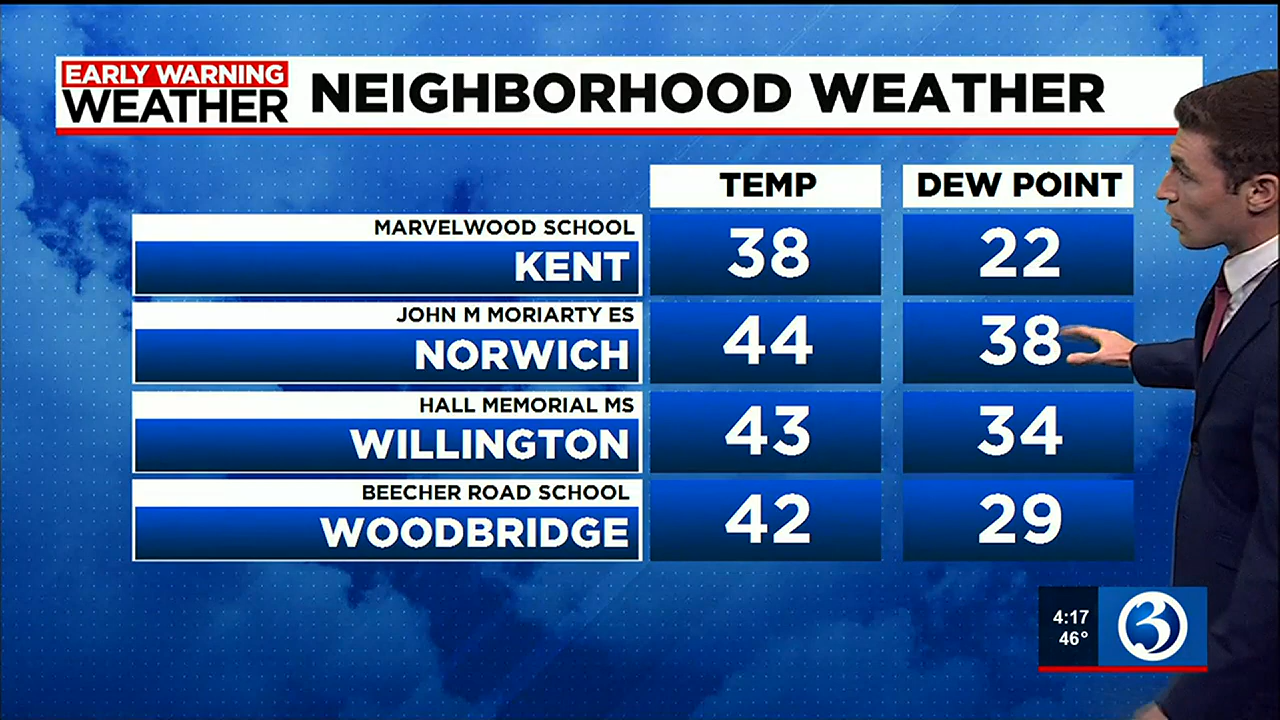 EARLY WARNING
WEATHER
NEIGHBORHOOD WEATHER
TEMP
DEW POINT
MARVELWOOD SCHOOL
KENT
38
22
JOHN M MORIARTY ES
NORWICH
44
38
HALL MEMORIAL MS
WILLINGTON
43
34
BEECHER ROAD SCHOOL
WOODBRIDGE
42
29
4:17
46°
3